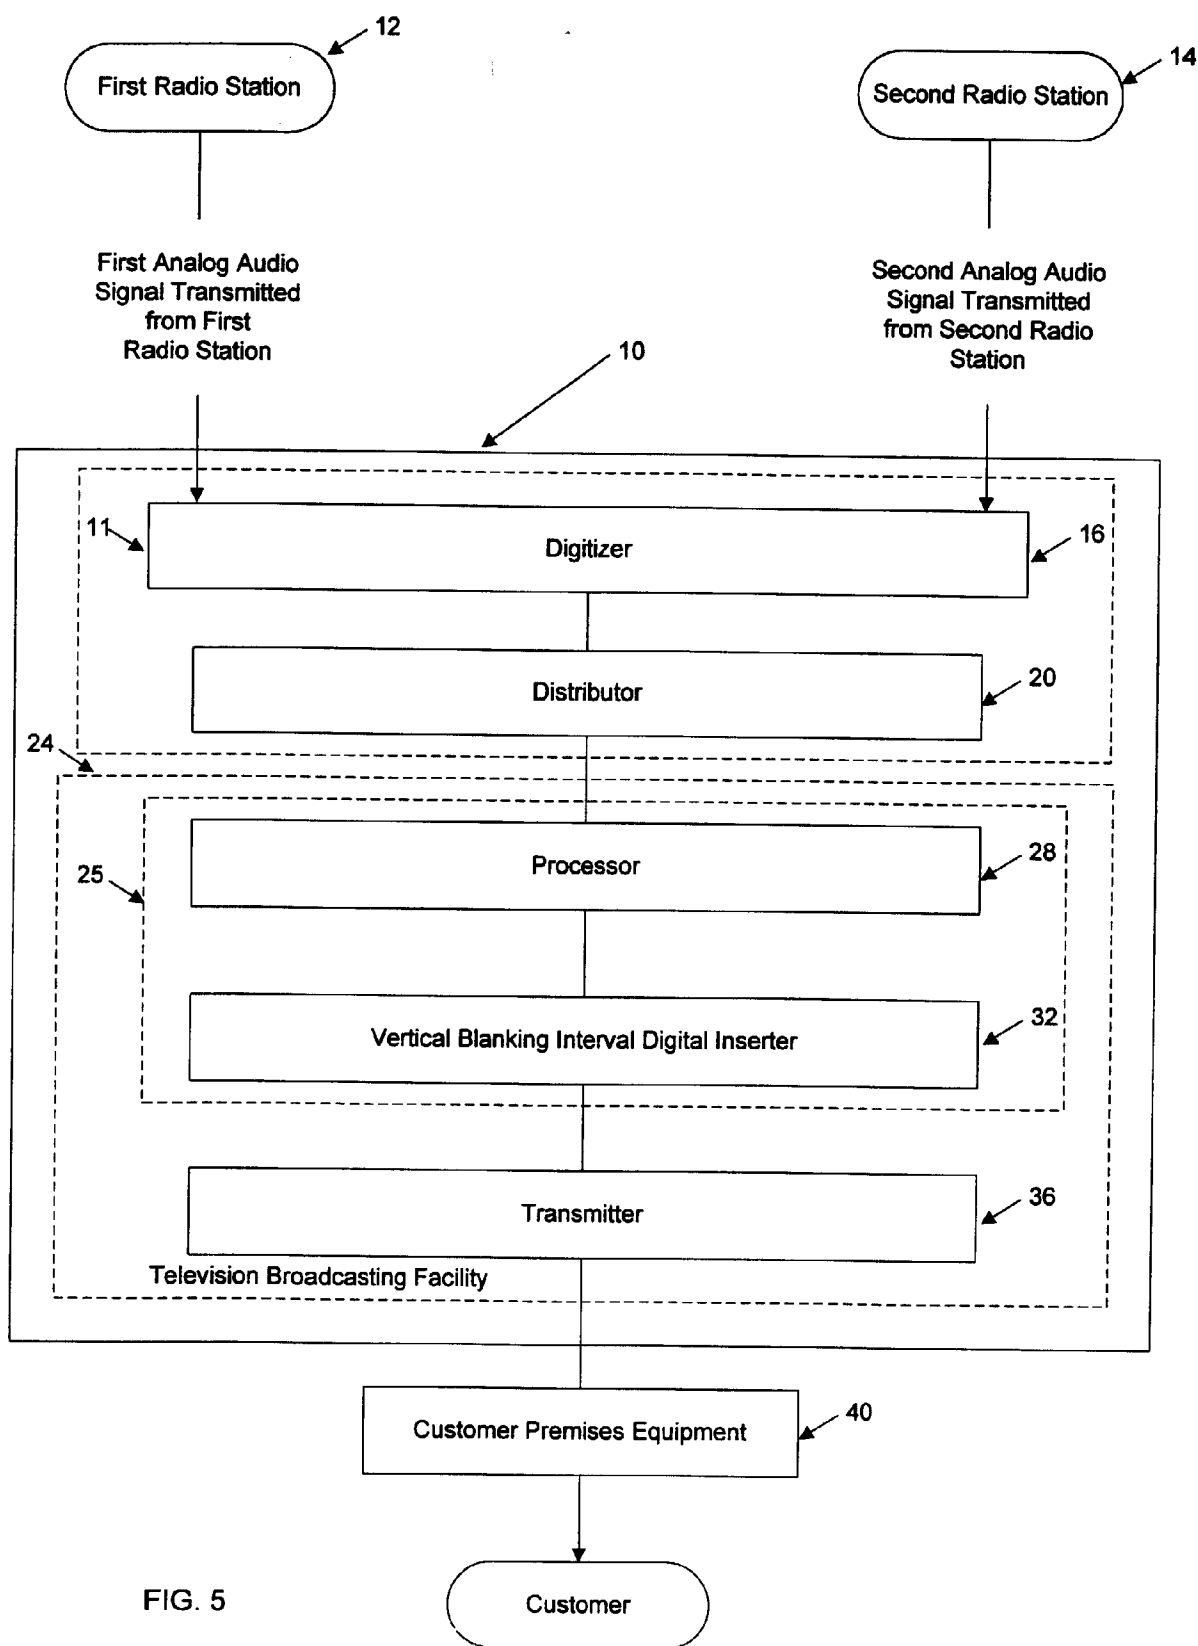 12
First Radio Station
14
Second Radio Station
First Analog Audio
Signal Transmitted
from First
Radio Station
Second Analog Audio
Signal Transmitted
from Second Radio
Station
10
11
Digitizer
16
Distributor
20
24
Processor
28
25
Vertical Blanking Interval Digital Inserter
32
Transmitter
36
Television Broadcasting Facility
Customer Premises Equipment
40
FIG. 5
Customer